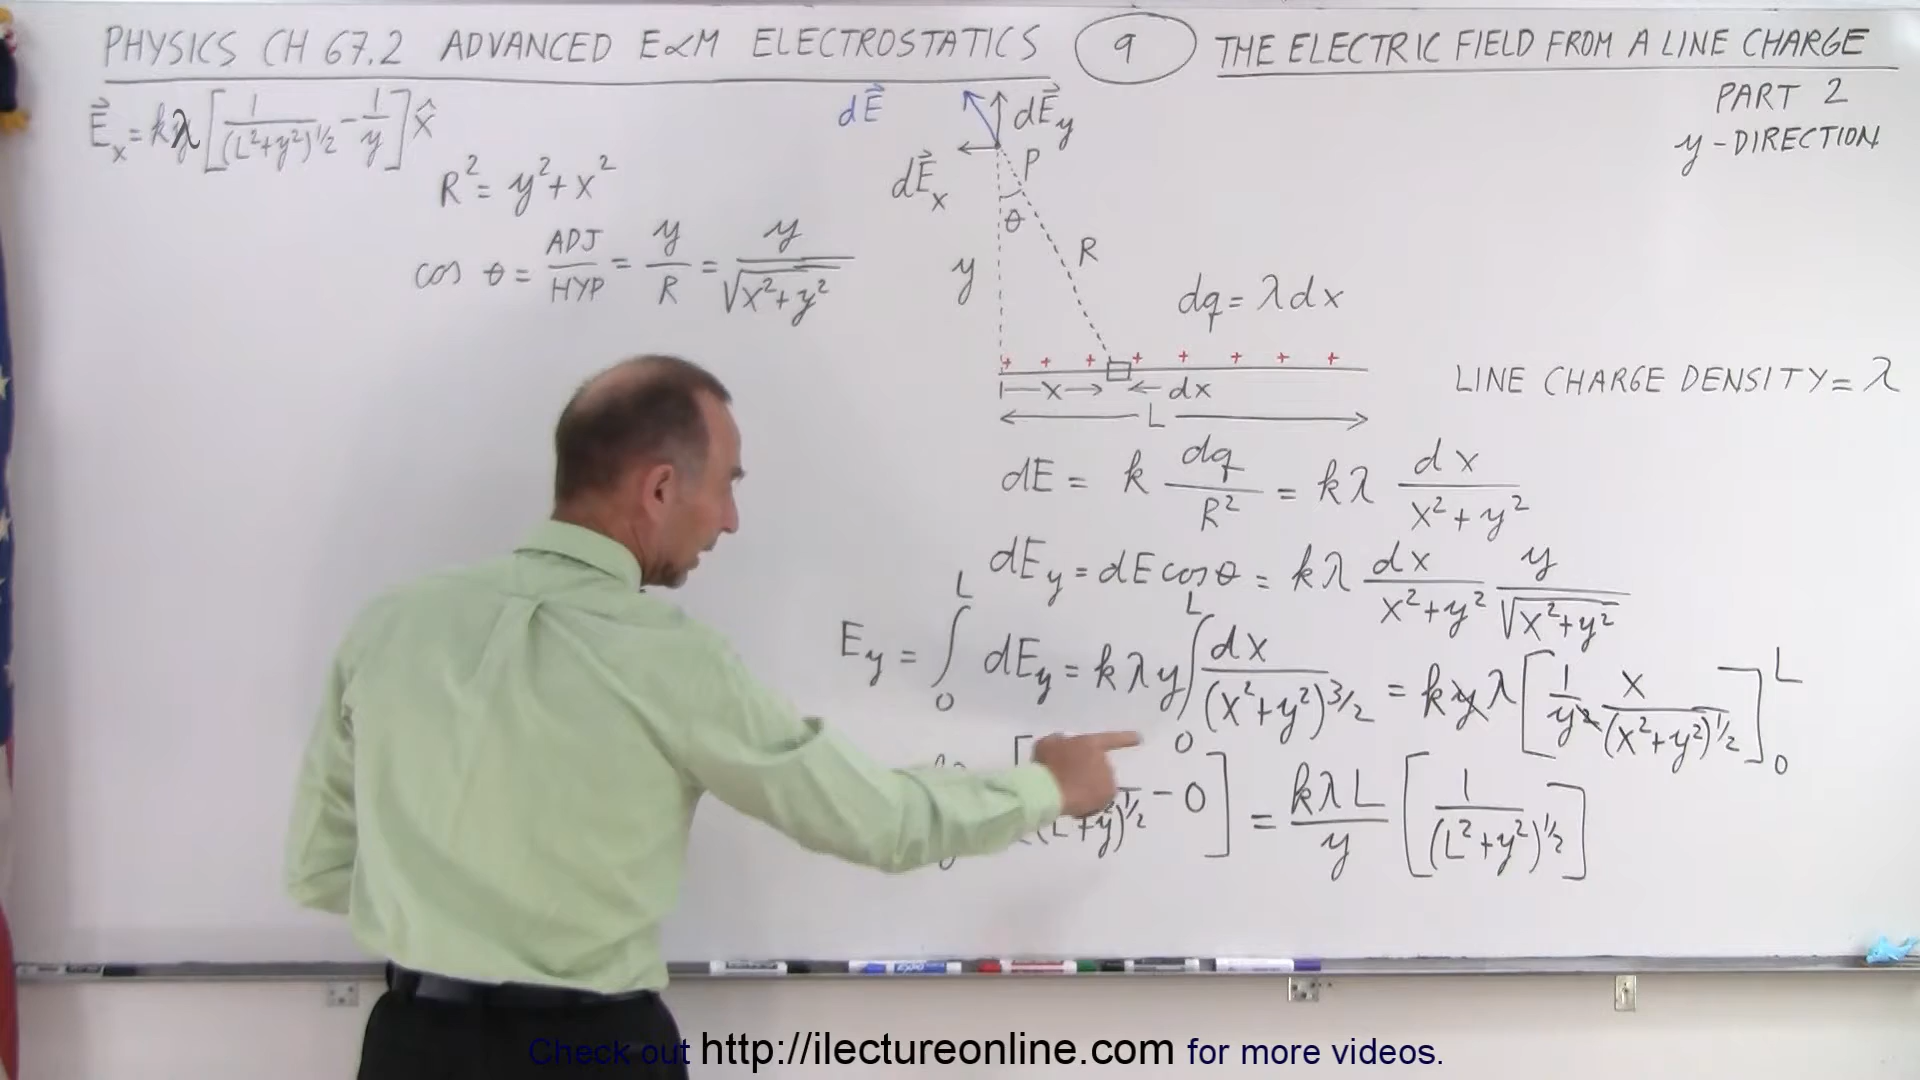 PHYSICS CH 67.2 ADVANCED E&M ELECTROSTATICS 9 THE ELECTRIC FIELD FROM A LINE CHARGE
PART 2
y-DIRECTION
E⃗x = kλ [1/(L²+y²)^1/2 - 1/y] x̂
R² = y² + x²
cos θ = ADJ/HYP = y/R = y/√(x²+y²)
dE⃗
dE⃗y
dE⃗x
P
θ
R
y
dq = λdx
+ + + + + + + +
x dx
L
LINE CHARGE DENSITY = λ
dE = k dq/R² = kλ dx/(x²+y²)
dEy = dE cos θ = kλ dx/(x²+y²) y/√(x²+y²)
Ey = ∫₀ᴸ dEy = kλy ∫₀ᴸ dx/(x²+y²)^3/2 = kyλ [1/y² x/(x²+y²)^1/2]₀ᴸ
(L²+y²)^1/2 - 0] = kλL/y [1/(L²+y²)^1/2]
Check out http://ilectureonline.com for more videos.